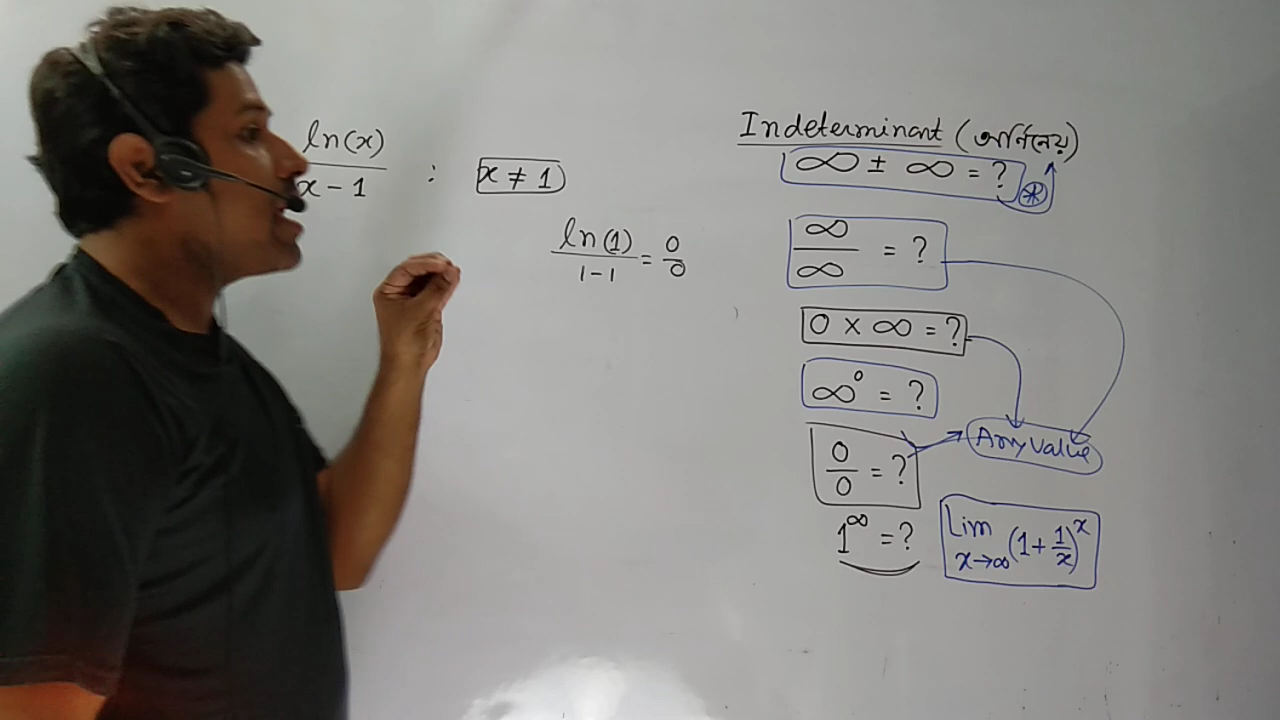 ln(x)
x - 1
: x ≠ 1
ln(1) / 1-1 = 0/0
Indeterminant (অনির্নেয়)
∞ ± ∞ = ? *
∞/∞ = ?
0 x ∞ = ?
∞⁰ = ?
0/0 = ?
Any value
1^∞ = ?
Lim x→∞ (1+1/x)^x